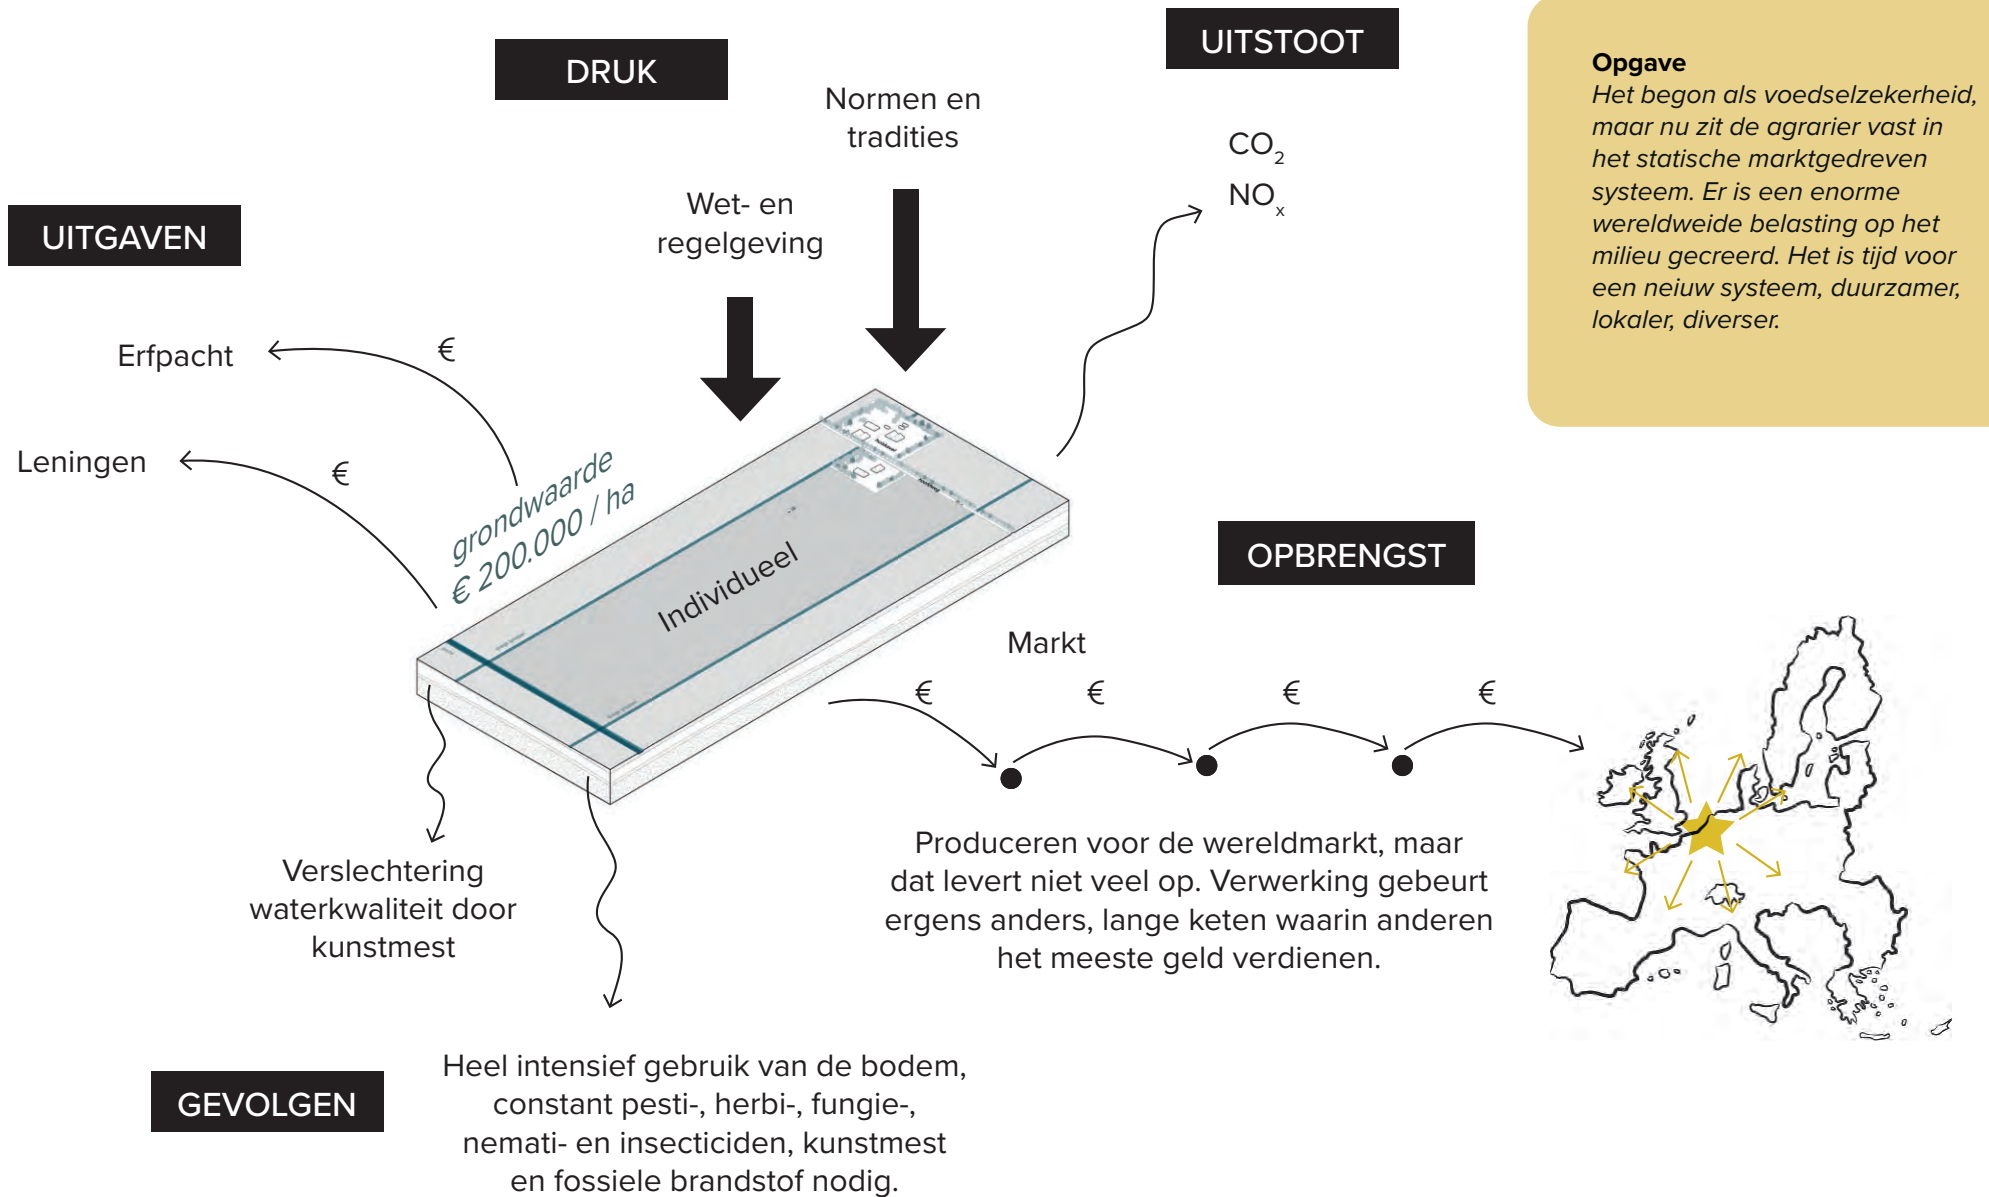 DRUK
UITSTOOT
Opgave
Het begon als voedselzekerheid,
maar nu zit de agrarier vast in
het statische marktgedreven
systeem. Er is een enorme
wereldweide belasting op het
milieu gecreerd. Het is tijd voor
een neiuw systeem, duurzamer,
lokaler, diverser.
Normen en
tradities
CO₂
NOₓ
Wet- en
regelgeving
UITGAVEN
Erfpacht
€
Leningen
€
grondwaarde
€ 200.000 / ha
Individueel
OPBRENGST
Markt
€
€
€
€
Produceren voor de wereldmarkt, maar
dat levert niet veel op. Verwerking gebeurt
ergens anders, lange keten waarin anderen
het meeste geld verdienen.
Verslechtering
waterkwaliteit door
kunstmest
GEVOLGEN
Heel intensief gebruik van de bodem,
constant pesti-, herbi-, fungie-,
nemati- en insecticiden, kunstmest
en fossiele brandstof nodig.